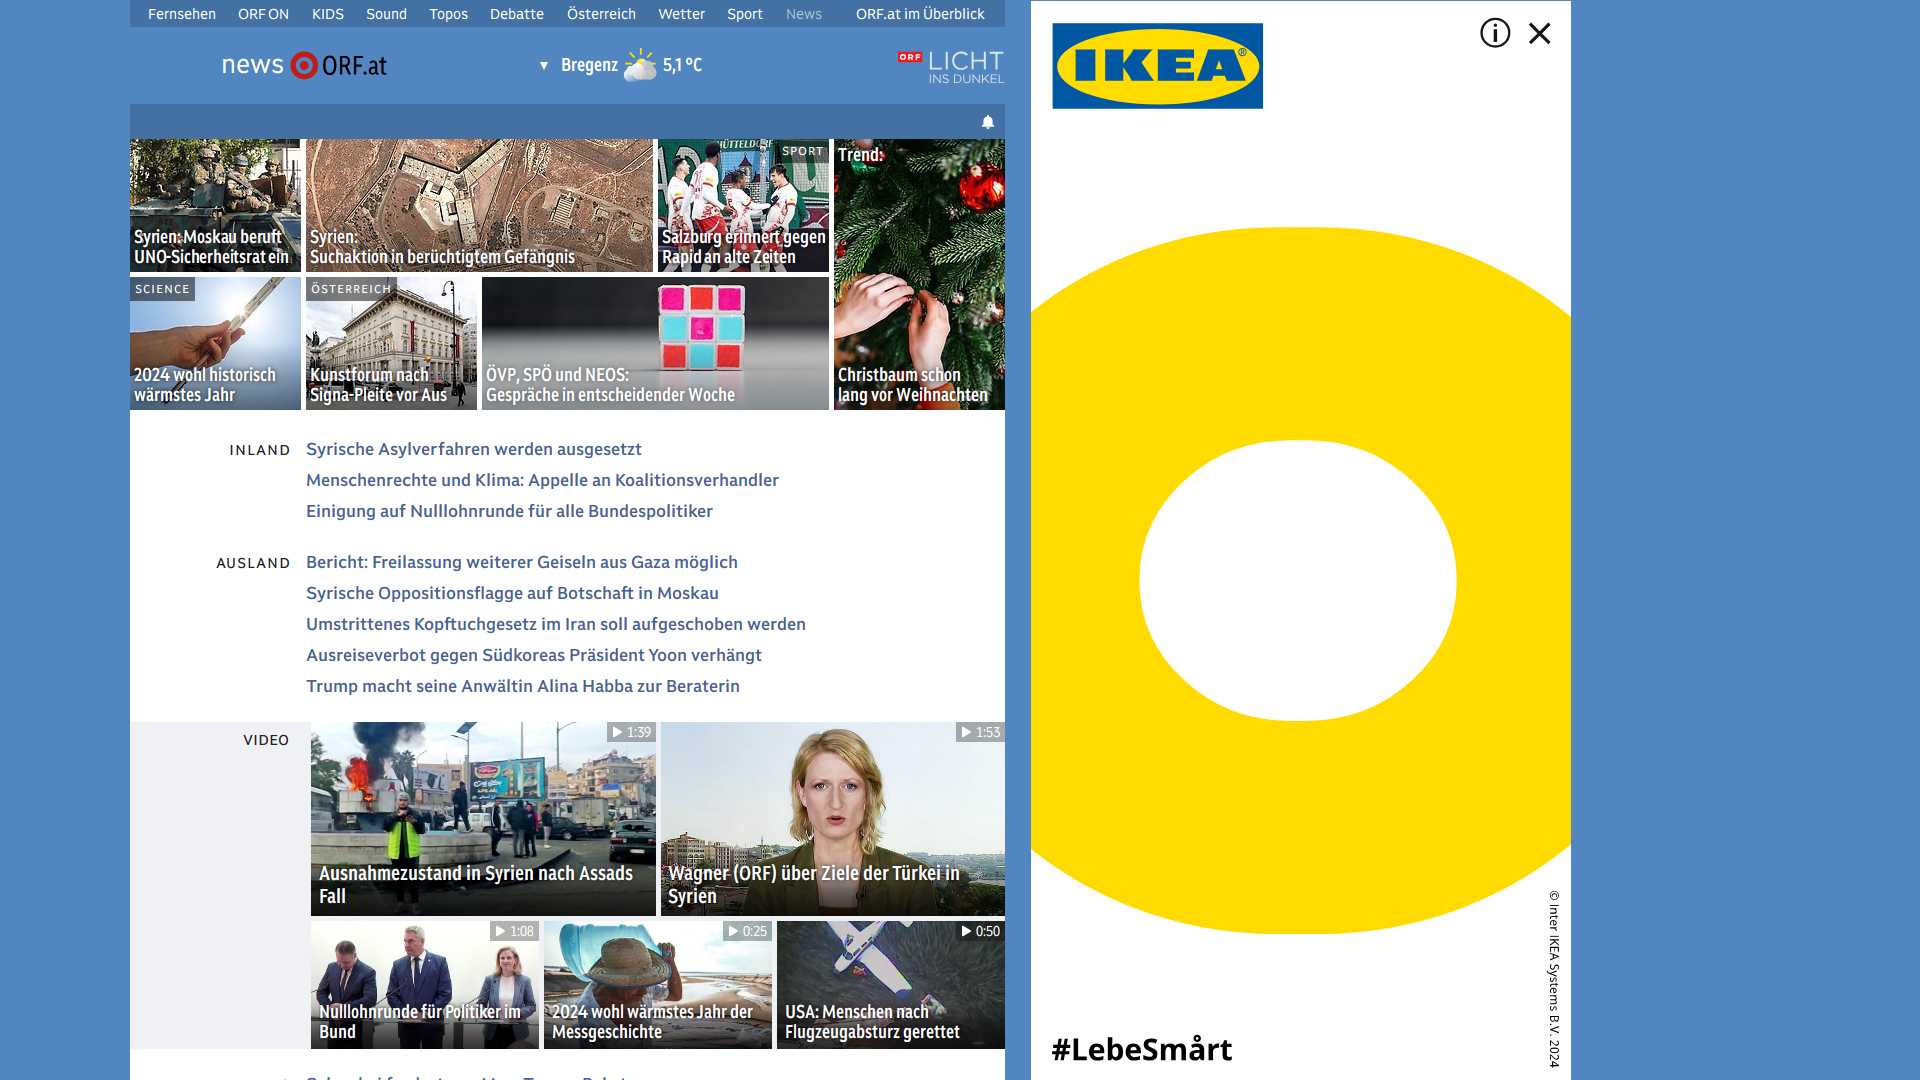 Fernsehen ORF ON KIDS Sound Topos Debatte Österreich Wetter Sport News ORF.at im Überblick
news ORF.at
Bregenz 5,1 °C
ORF LICHT
INS DUNKEL
Syrien: Moskau beruft
UNO-Sicherheitsrat ein
Syrien:
Suchaktion in berüchtigtem Gefängnis
SPORT
Salzburg erinnert gegen
Rapid an alte Zeiten
Trend:
Christbaum schon
lang vor Weihnachten
SCIENCE
2024 wohl historisch
wärmstes Jahr
ÖSTERREICH
Kunstforum nach
Signa-Pleite vor Aus
ÖVP, SPÖ und NEOS:
Gespräche in entscheidender Woche
INLAND
Syrische Asylverfahren werden ausgesetzt
Menschenrechte und Klima: Appelle an Koalitionsverhandler
Einigung auf Nulllohnrunde für alle Bundespolitiker
AUSLAND
Bericht: Freilassung weiterer Geiseln aus Gaza möglich
Syrische Oppositionsflagge auf Botschaft in Moskau
Umstrittenes Kopftuchgesetz im Iran soll aufgeschoben werden
Ausreiseverbot gegen Südkoreas Präsident Yoon verhängt
Trump macht seine Anwältin Alina Habba zur Beraterin
VIDEO
1:39
Ausnahmezustand in Syrien nach Assads
Fall
1:53
Wagner (ORF) über Ziele der Türkei in
Syrien
1:08
Nulllohnrunde für Politiker im
Bund
0:25
2024 wohl wärmstes Jahr der
Messgeschichte
0:50
USA: Menschen nach
Flugzeugabsturz gerettet
IKEA®
© Inter IKEA Systems B.V. 2024
#LebeSmårt